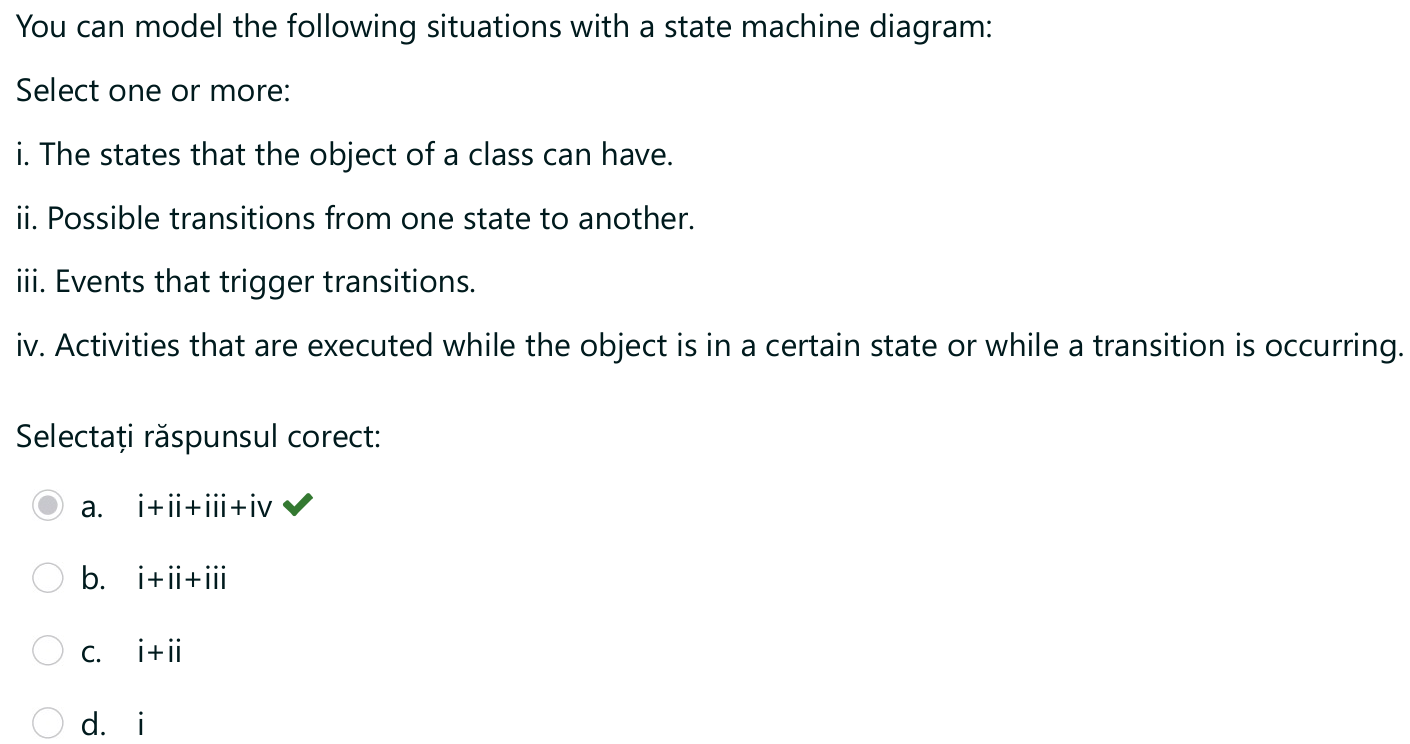 You can model the following situations with a state machine diagram:
Select one or more:
i. The states that the object of a class can have.
ii. Possible transitions from one state to another.
iii. Events that trigger transitions.
iv. Activities that are executed while the object is in a certain state or while a transition is occurring.
Selectați răspunsul corect:
a. i+ii+iii+iv
b. i+ii+iii
c. i+ii
d. i